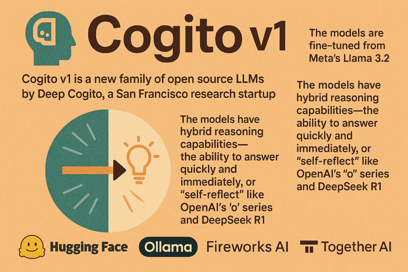 Cogito v1
The models are
fine-tuned from
Meta's Llama 3.2
Cogito v1 is a new family of open source LLMs
by Deep Cogito, a San Francisco research startup
The models have
hybrid reasoning
capabilities—the
ability to answer
quickly and
immediately, or
"self-reflect" like
OpenAI's "o" series
and DeepSeek R1
The models have
hybrid reasoning
capabilities—
the ability to answer
quickly and
immediately, or
"self-reflect" like
OpenAI's 'o' series
and DeepSeek R1
Hugging Face
Ollama
Fireworks AI
Together AI